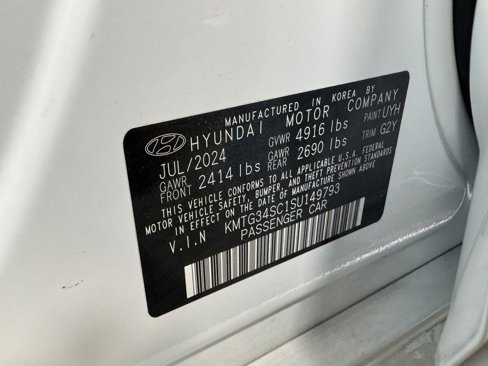 MANUFACTURED IN KOREA BY
HYUNDAI MOTOR COMPANY
JUL/2024 GVWR 4916 lbs PAINT UYH
GAWR FRONT 2414 lbs GAWR REAR 2690 lbs TRIM G2Y
THIS VEHICLE CONFORMS TO ALL APPLICABLE U.S.A. FEDERAL
MOTOR VEHICLE SAFETY, BUMPER, AND THEFT PREVENTION STANDARDS
IN EFFECT ON THE DATE OF MANUFACTURE SHOWN ABOVE.
V.I.N KMTG34SC1SU149793
PASSENGER CAR